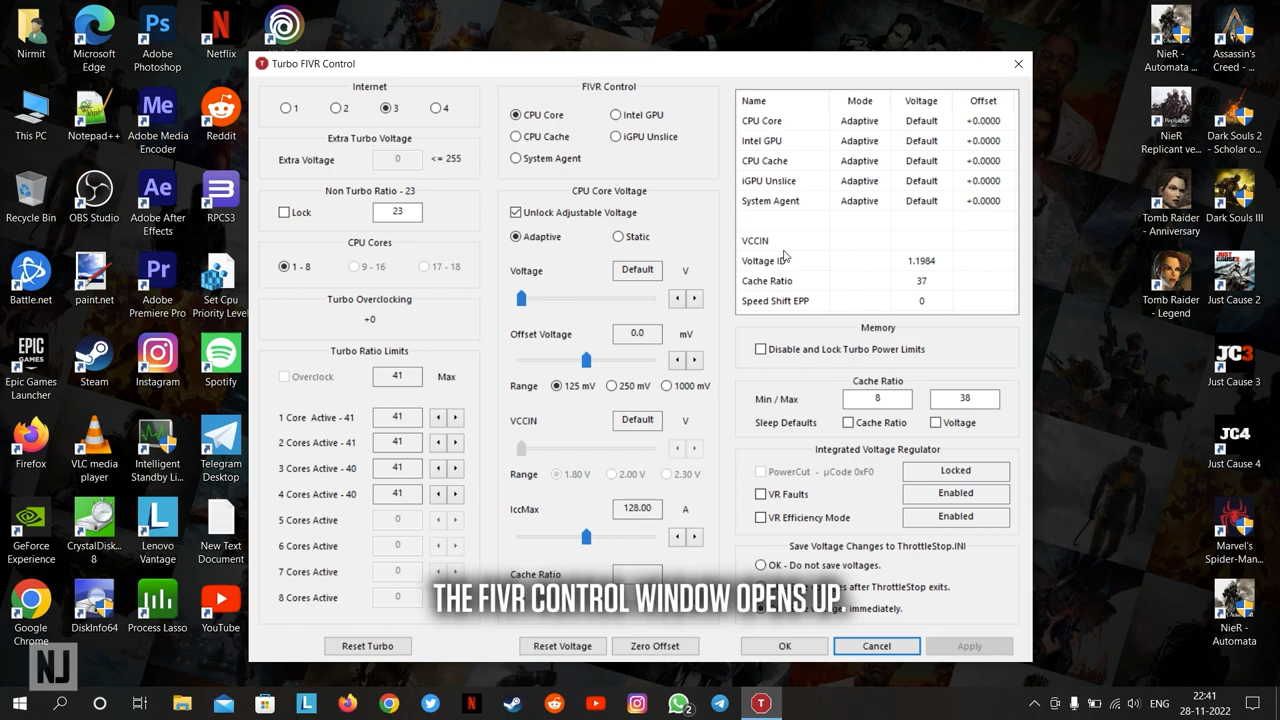 Nirmit
Microsoft
Edge
Adobe
Photoshop
Netflix
This PC
Notepad++
Adobe Media
Encoder
Reddit
Recycle Bin
OBS Studio
Adobe After
Effects
RPCS3
Battle.net
paint.net
Adobe
Premiere Pro
Set Cpu
Priority Level
Epic Games
Launcher
Steam
Instagram
Spotify
Firefox
VLC media
player
Intelligent
Standby Li...
Telegram
Desktop
GeForce
Experience
CrystalDisk...
8
Lenovo
Vantage
New Text
Document
Google
Chrome
DiskInfo64
Process Lasso
YouTube
NJ
Turbo FIVR Control
Internet
1 2 3 4
Extra Turbo Voltage
Extra Voltage 0 <= 255
Non Turbo Ratio - 23
Lock 23
CPU Cores
1 - 8 9 - 16 17 - 18
Turbo Overclocking
+0
Turbo Ratio Limits
Overclock 41 Max
1 Core Active - 41 41
2 Cores Active - 41 41
3 Cores Active - 40 41
4 Cores Active - 40 41
5 Cores Active 0
6 Cores Active 0
7 Cores Active 0
8 Cores Active 0
Reset Turbo
FIVR Control
CPU Core Intel GPU
CPU Cache iGPU Unslice
System Agent
CPU Core Voltage
Unlock Adjustable Voltage
Adaptive Static
Voltage Default V
Offset Voltage 0.0 mV
Range 125 mV 250 mV 1000 mV
VCCIN Default V
Range 1.80 V 2.00 V 2.30 V
IccMax 128.00 A
Cache Ratio
Reset Voltage Zero Offset
Name Mode Voltage Offset
CPU Core Adaptive Default +0.0000
Intel GPU Adaptive Default +0.0000
CPU Cache Adaptive Default +0.0000
iGPU Unslice Adaptive Default +0.0000
System Agent Adaptive Default +0.0000
VCCIN
Voltage ID 1.1984
Cache Ratio 37
Speed Shift EPP 0
Memory
Disable and Lock Turbo Power Limits
Cache Ratio
Min / Max 8 38
Sleep Defaults Cache Ratio Voltage
Integrated Voltage Regulator
PowerCut - µCode 0xF0 Locked
VR Faults Enabled
VR Efficiency Mode Enabled
Save Voltage Changes to ThrottleStop.INI
OK - Do not save voltages.
after ThrottleStop exits.
immediately.
OK Cancel Apply
THE FIVR CONTROL WINDOW OPENS UP
NieR
Automata ...
Assassin's
Creed - ...
NieR
Replicant ve...
Dark Souls 2
- Scholar o...
Tomb Raider
- Anniversary
Dark Souls III
Tomb Raider
- Legend
Just Cause 2
JC3
Just Cause 3
JC4
Just Cause 4
Marvel's
Spider-Man...
NieR:
Automata
ENG
22:41
28-11-2022